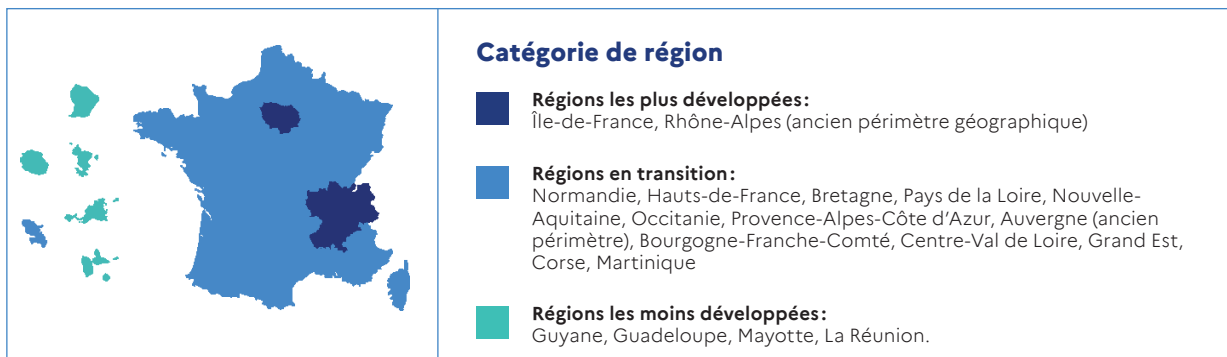 Catégorie de région
Régions les plus développées:
Île-de-France, Rhône-Alpes (ancien périmètre géographique)
Régions en transition:
Normandie, Hauts-de-France, Bretagne, Pays de la Loire, Nouvelle-
Aquitaine, Occitanie, Provence-Alpes-Côte d'Azur, Auvergne (ancien
périmètre), Bourgogne-Franche-Comté, Centre-Val de Loire, Grand Est,
Corse, Martinique
Régions les moins développées:
Guyane, Guadeloupe, Mayotte, La Réunion.